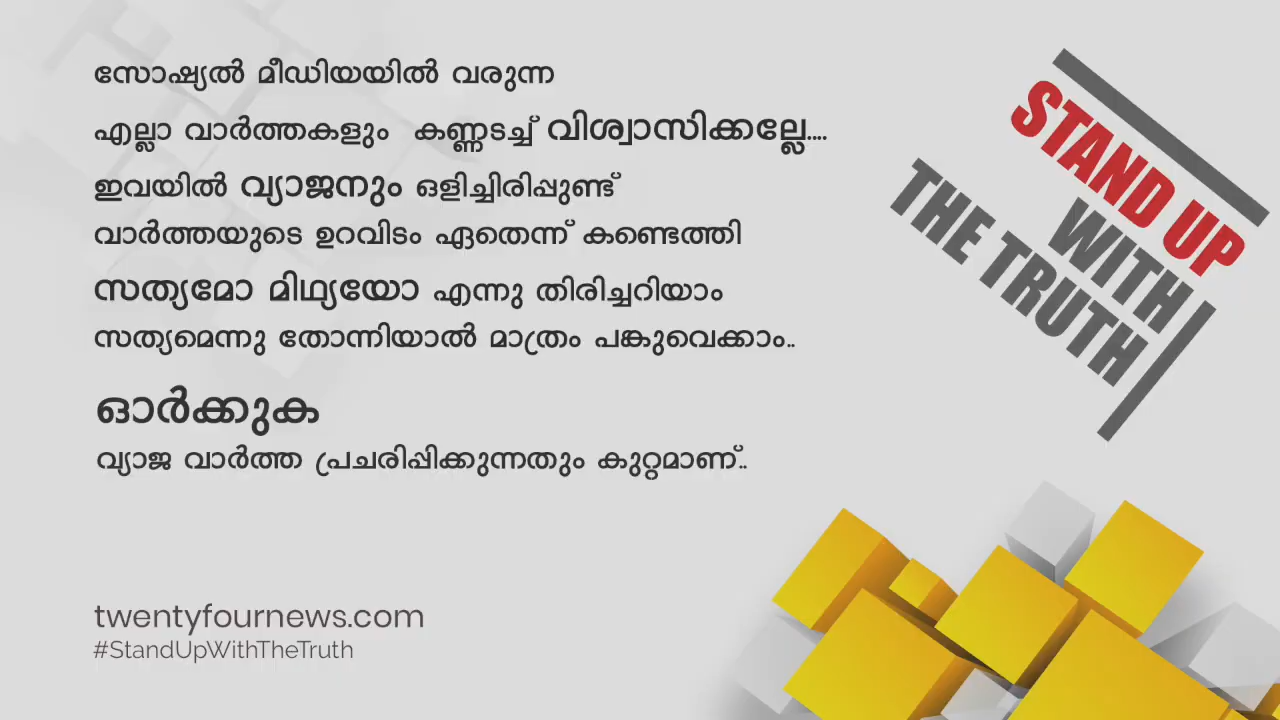 സോഷ്യൽ മീഡിയയിൽ വരുന്ന
എല്ലാ വാർത്തകളും കണ്ണടച്ച് വിശ്വാസിക്കല്ലേ....
ഇവയിൽ വ്യാജനും ഒളിച്ചിരിപ്പുണ്ട്
വാർത്തയുടെ ഉറവിടം ഏതെന്ന് കണ്ടെത്തി
സത്യമോ മിഥ്യയോ എന്നു തിരിച്ചറിയാം
സത്യമെന്നു തോന്നിയാൽ മാത്രം പങ്കുവെക്കാം..
ഓർക്കുക
വ്യാജ വാർത്ത പ്രചരിപ്പിക്കുന്നതും കുറ്റമാണ്..
twentyfournews.com
#StandUpWithTheTruth
STAND UP
WITH
THE TRUTH